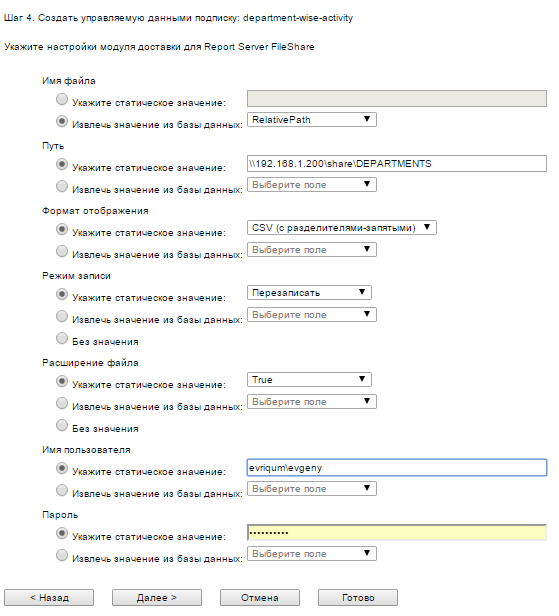 Шаг 4. Создать управляемую данными подписку: department-wise-activity
Укажите настройки модуля доставки для Report Server FileShare
Имя файла
Укажите статическое значение:
Извлечь значение из базы данных: RelativePath
Путь
Укажите статическое значение: \\192.168.1.200\share\DEPARTMENTS
Извлечь значение из базы данных: Выберите поле
Формат отображения
Укажите статическое значение: CSV (с разделителями-запятыми)
Извлечь значение из базы данных: Выберите поле
Режим записи
Укажите статическое значение: Перезаписать
Извлечь значение из базы данных: Выберите поле
Без значения
Расширение файла
Укажите статическое значение: True
Извлечь значение из базы данных: Выберите поле
Без значения
Имя пользователя
Укажите статическое значение: evriqum\evgeny
Извлечь значение из базы данных: Выберите поле
Пароль
Укажите статическое значение: ••••••••••
Извлечь значение из базы данных: Выберите поле
< Назад Далее > Отмена Готово